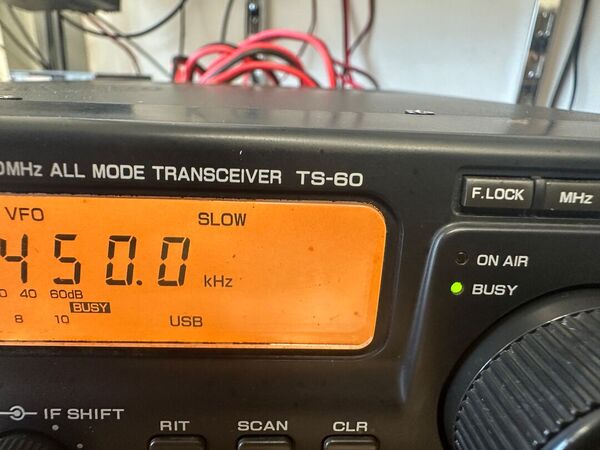 0MHz ALL MODE TRANSCEIVER TS-60
F.LOCK MHz
VFO SLOW
450.0 kHz
ON AIR
0 40 60dB
BUSY
BUSY
8 10 USB
IF SHIFT
RIT SCAN CLR